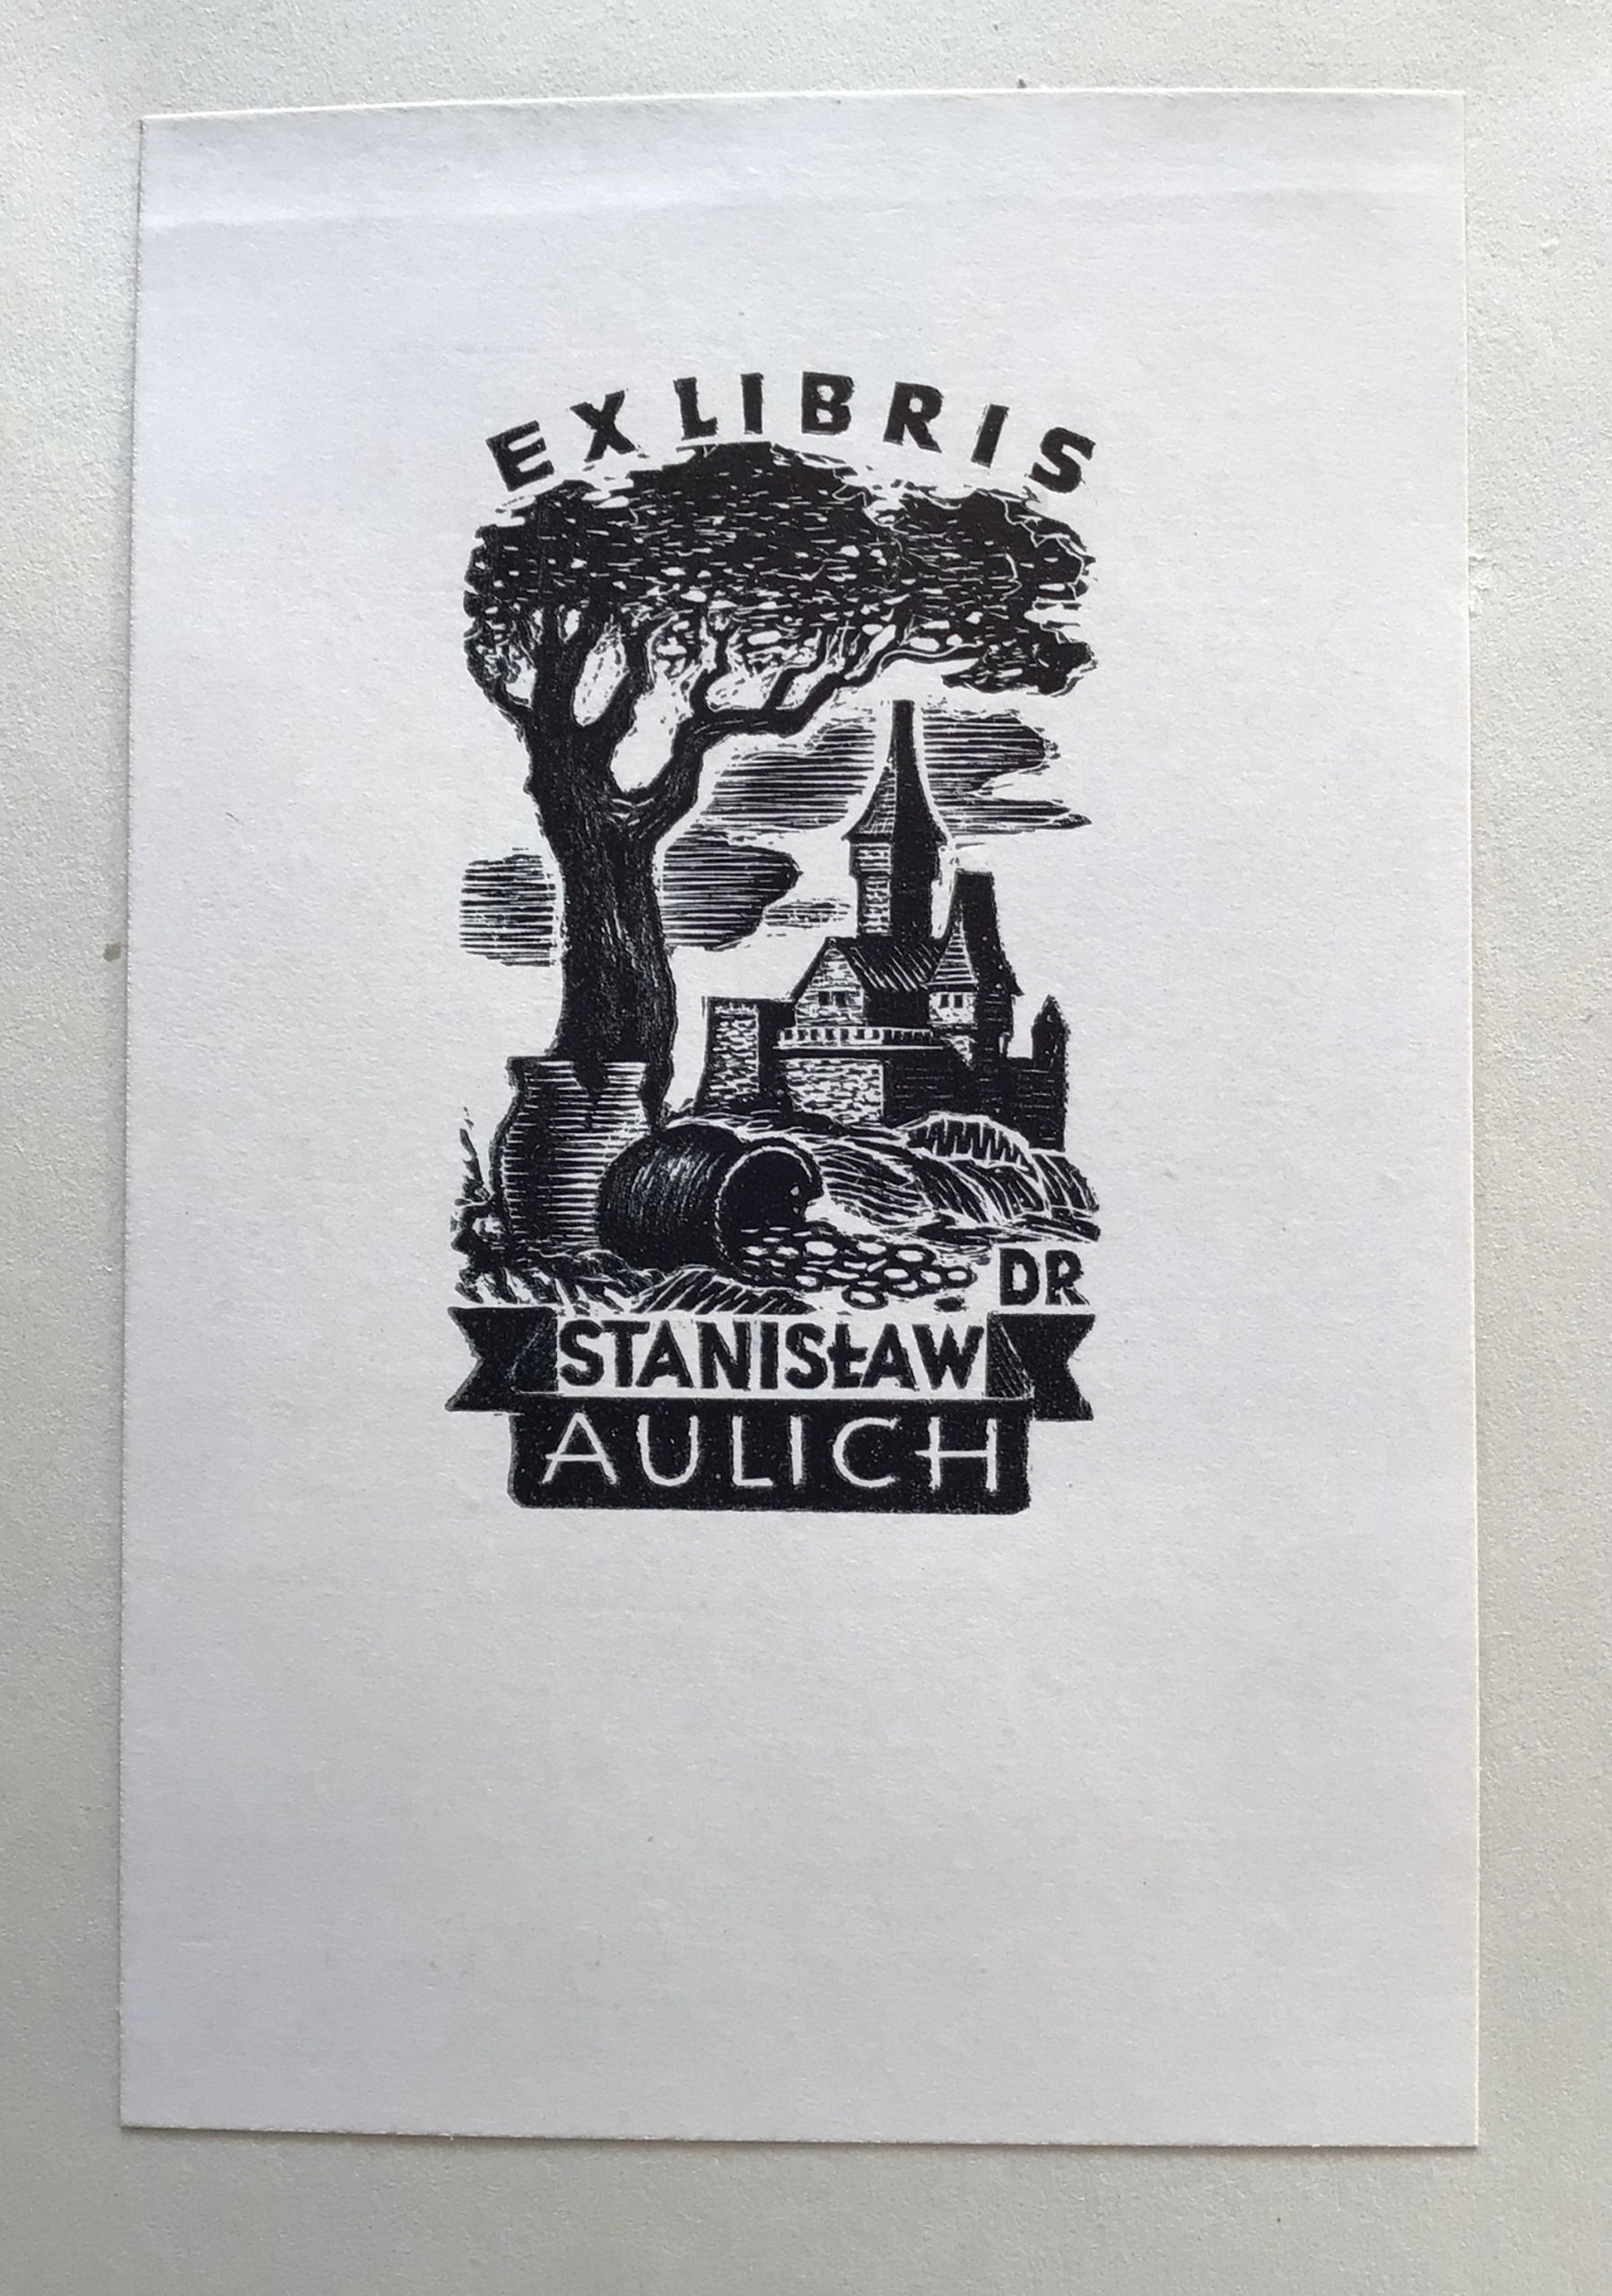 EX LIBRIS
DR
STANISŁAW
AULICH